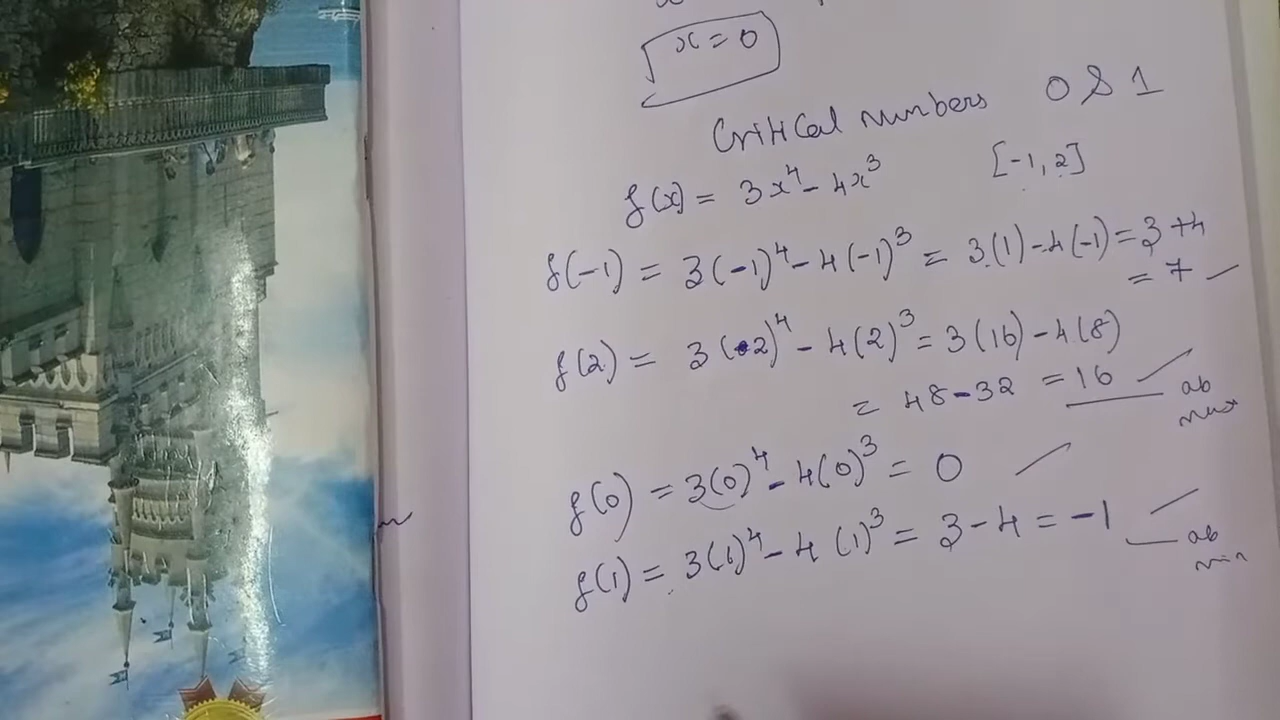 x = 0
Critical numbers 0 & 1
f(x) = 3x⁴ - 4x³ [-1, 2]
f(-1) = 3(-1)⁴ - 4(-1)³ = 3(1) - 4(-1) = 3 + 4
= 7
f(2) = 3(2)⁴ - 4(2)³ = 3(16) - 4(8)
= 48 - 32 = 16 ab
max
f(0) = 3(0)⁴ - 4(0)³ = 0
f(1) = 3(1)⁴ - 4(1)³ = 3 - 4 = -1 ab
min